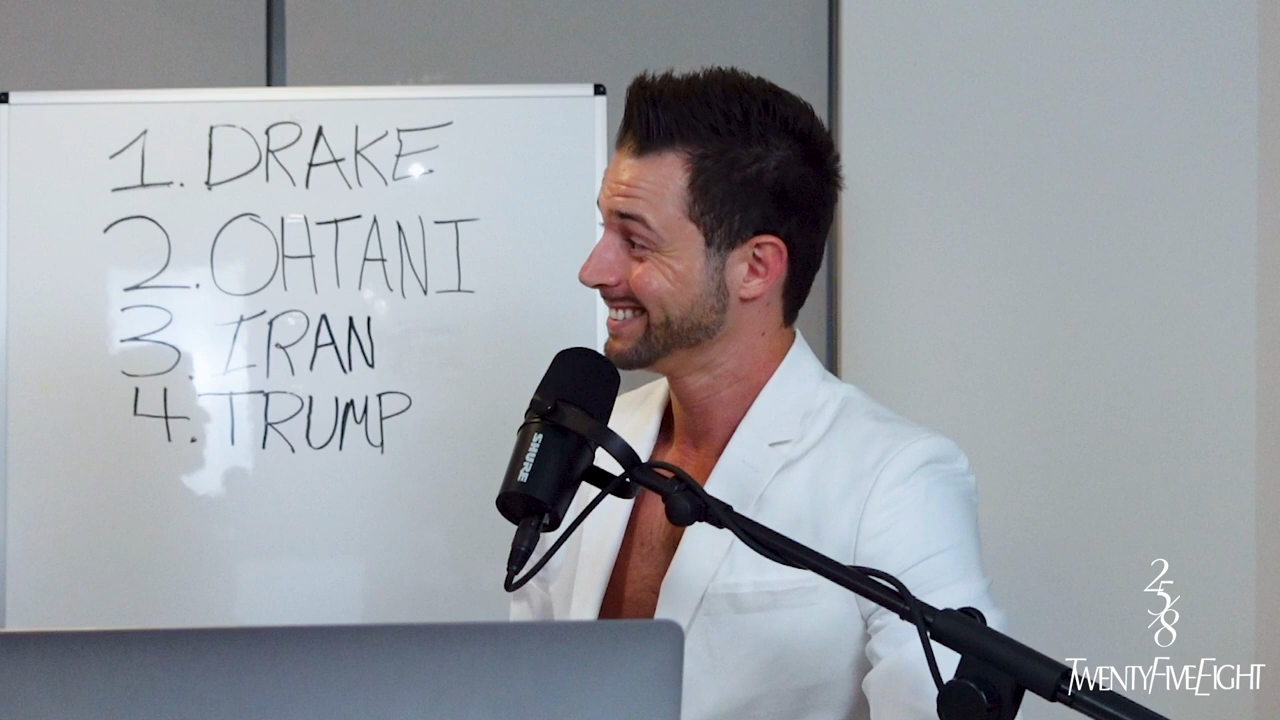 1. DRAKE
2. OHTANI
3. IRAN
4. TRUMP
SHURE
25/8
TWENTYFIVEEIGHT